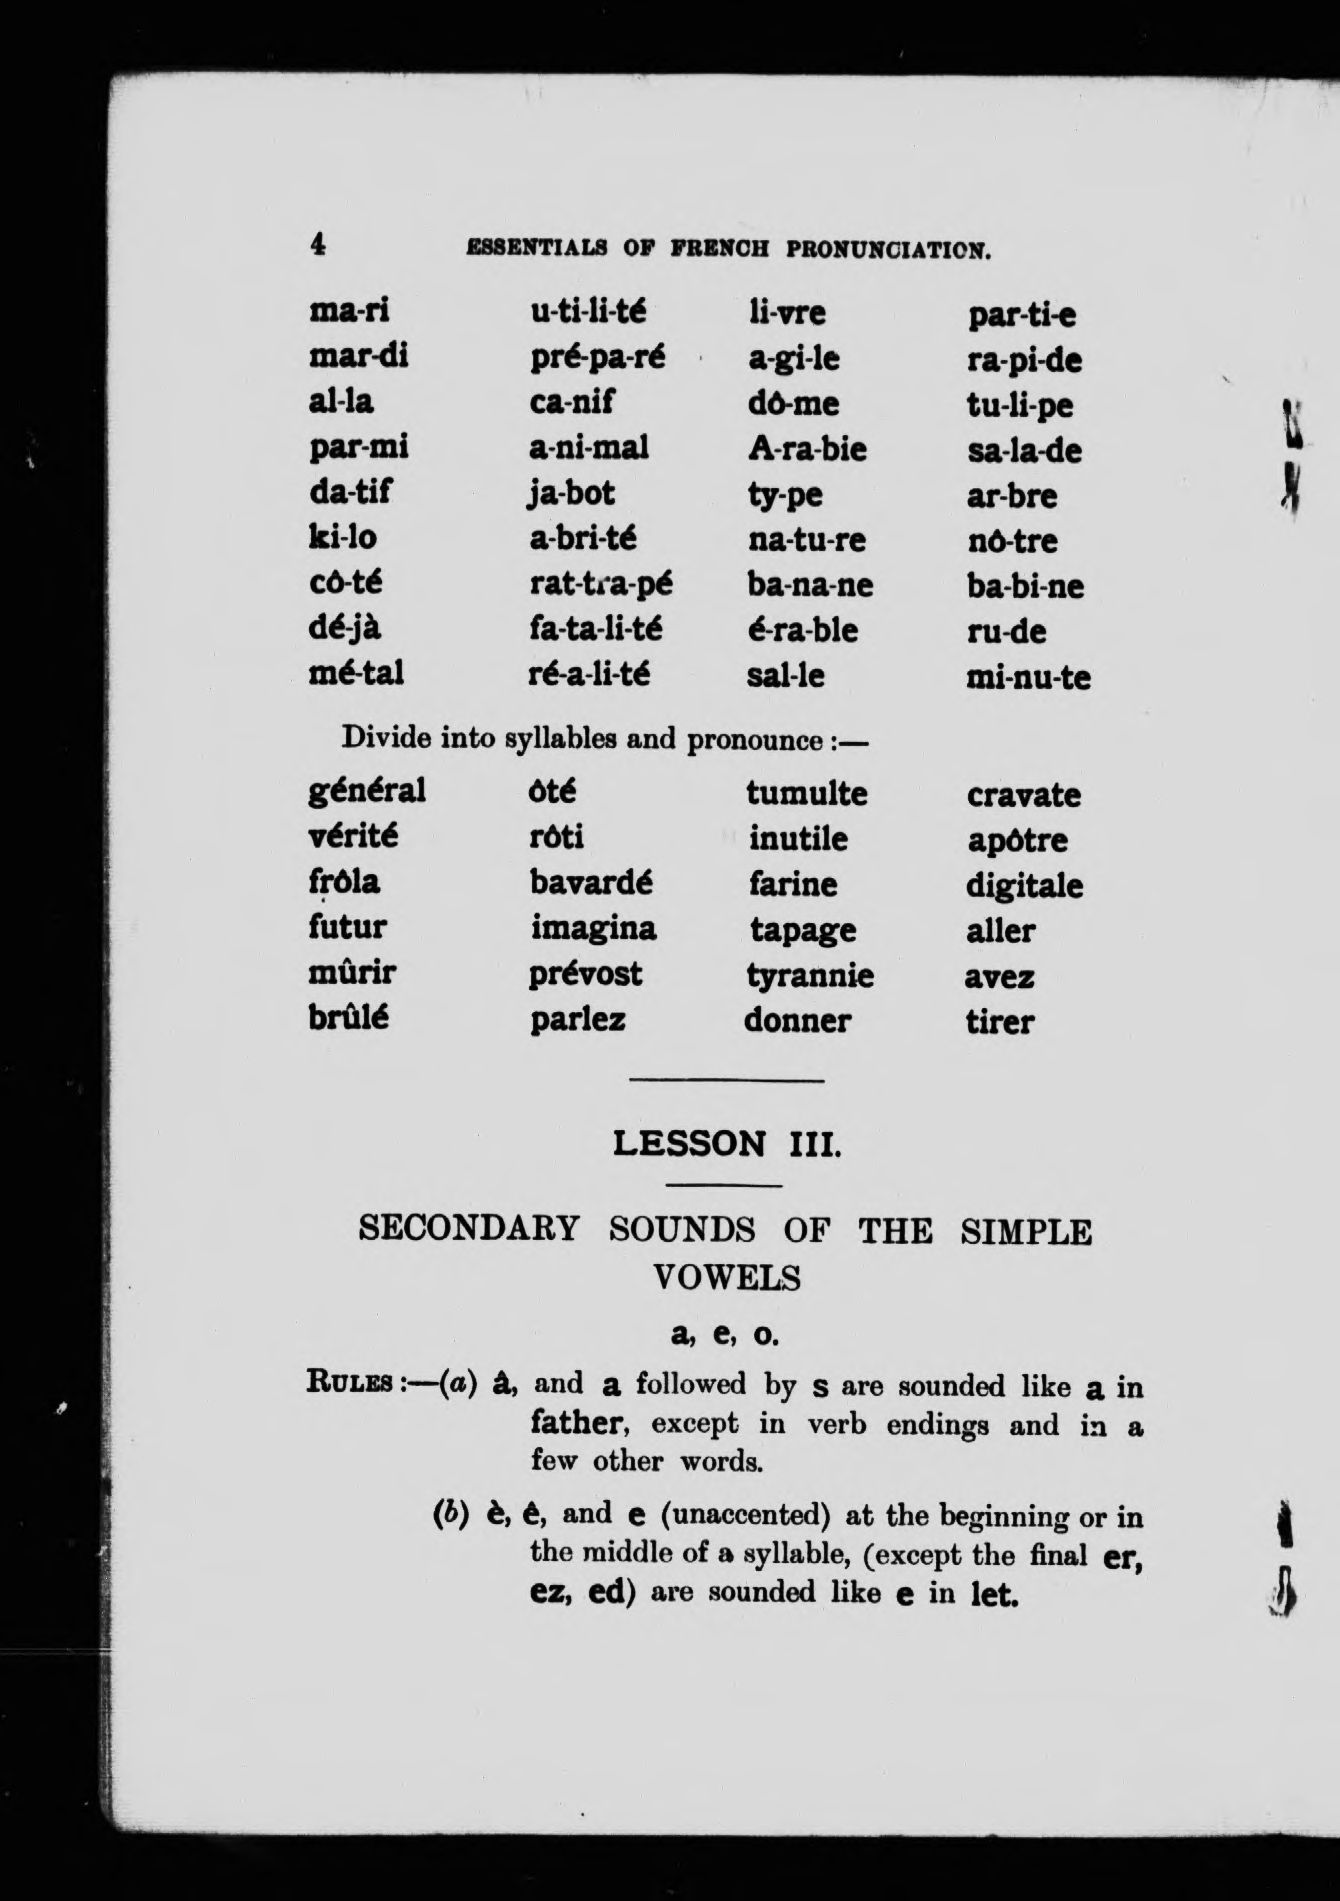 4 ESSENTIALS OF FRENCH PRONUNCIATION.
ma-ri u-ti-li-té li-vre par-ti-e
mar-di pré-pa-ré a-gi-le ra-pi-de
al-la ca-nif dô-me tu-li-pe
par-mi a-ni-mal A-ra-bie sa-la-de
da-tif ja-bot ty-pe ar-bre
ki-lo a-bri-té na-tu-re nô-tre
cô-té rat-tra-pé ba-na-ne ba-bi-ne
dé-jà fa-ta-li-té é-ra-ble ru-de
mé-tal ré-a-li-té sal-le mi-nu-te
Divide into syllables and pronounce :—
général ôté tumulte cravate
vérité rôti inutile apôtre
frôla bavardé farine digitale
futur imagina tapage aller
mûrir prévost tyrannie avez
brûlé parlez donner tirer
LESSON III.
SECONDARY SOUNDS OF THE SIMPLE
VOWELS
a, e, o.
RULES :—(a) â, and a followed by s are sounded like a in
father, except in verb endings and in a
few other words.
(b) è, ê, and e (unaccented) at the beginning or in
the middle of a syllable, (except the final er,
ez, ed) are sounded like e in let.